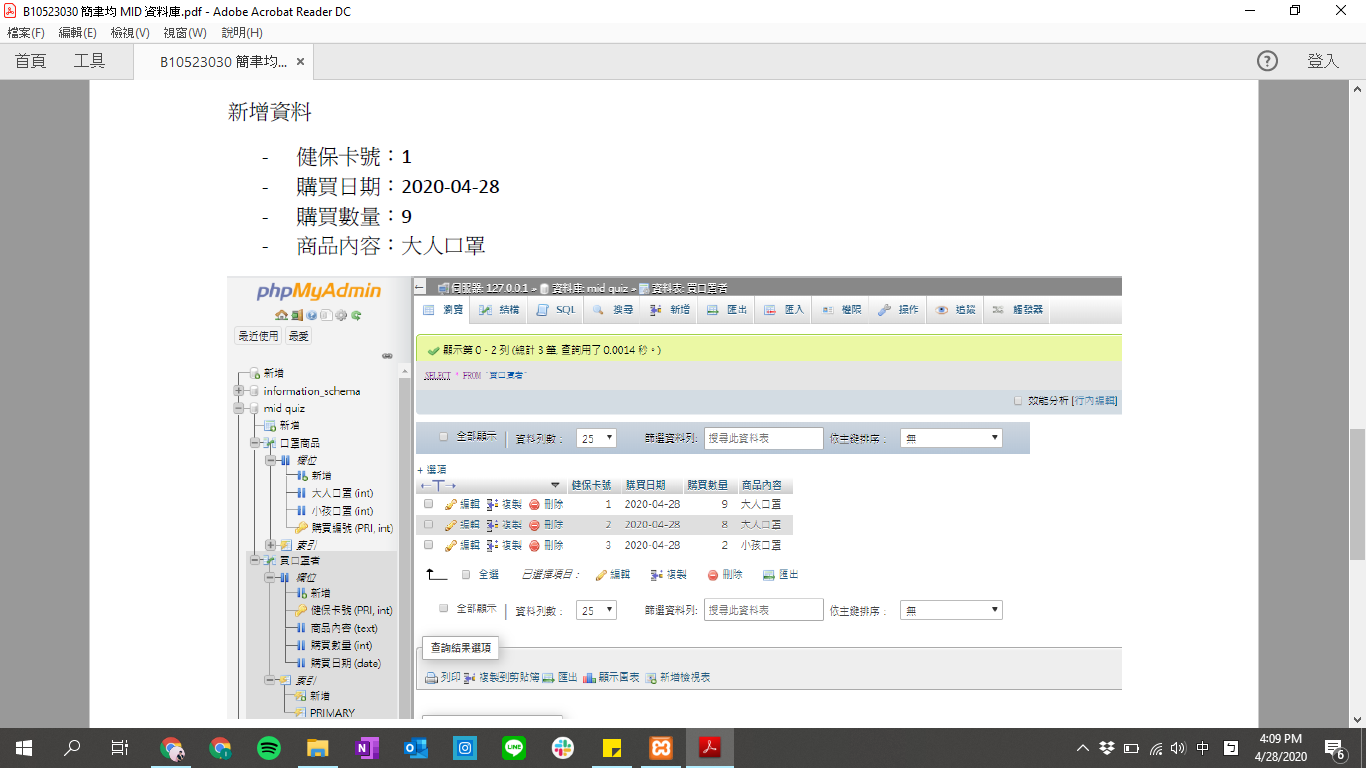 B10523030 簡聿均 MID 資料庫.pdf - Adobe Acrobat Reader DC
檔案(F) 編輯(E) 檢視(V) 視窗(W) 說明(H)
首頁 工具 B10523030 簡聿均... × ? 登入
新增資料
- 健保卡號：1
- 購買日期：2020-04-28
- 購買數量：9
- 商品內容：大人口罩
phpMyAdmin
最近使用 最愛
新增
information_schema
mid quiz
新增
口罩商品
欄位
新增
大人口罩 (int)
小孩口罩 (int)
購買編號 (PRI, int)
索引
買口罩者
欄位
新增
健保卡號 (PRI, int)
商品內容 (text)
購買數量 (int)
購買日期 (date)
索引
新增
PRIMARY
伺服器: 127.0.0.1 » 資料庫: mid quiz » 資料表: 買口罩者
瀏覽 結構 SQL 搜尋 新增 匯出 匯入 權限 操作 追蹤 觸發器
顯示第 0 - 2 列 (總計 3 筆, 查詢用了 0.0014 秒。)
SELECT * FROM `買口罩者`
效能分析 [行內編輯]
全部顯示 資料列數： 25 篩選資料列: 搜尋此資料表 依主鍵排序： 無
+ 選項
←T→ 健保卡號 購買日期 購買數量 商品內容
編輯 複製 刪除 1 2020-04-28 9 大人口罩
編輯 複製 刪除 2 2020-04-28 8 大人口罩
編輯 複製 刪除 3 2020-04-28 2 小孩口罩
全選 已選擇項目： 編輯 複製 刪除 匯出
全部顯示 資料列數： 25 篩選資料列: 搜尋此資料表 依主鍵排序： 無
查詢結果選項
列印 複製到剪貼簿 匯出 顯示圖表 新增檢視表
中 4:09 PM
4/28/2020 6